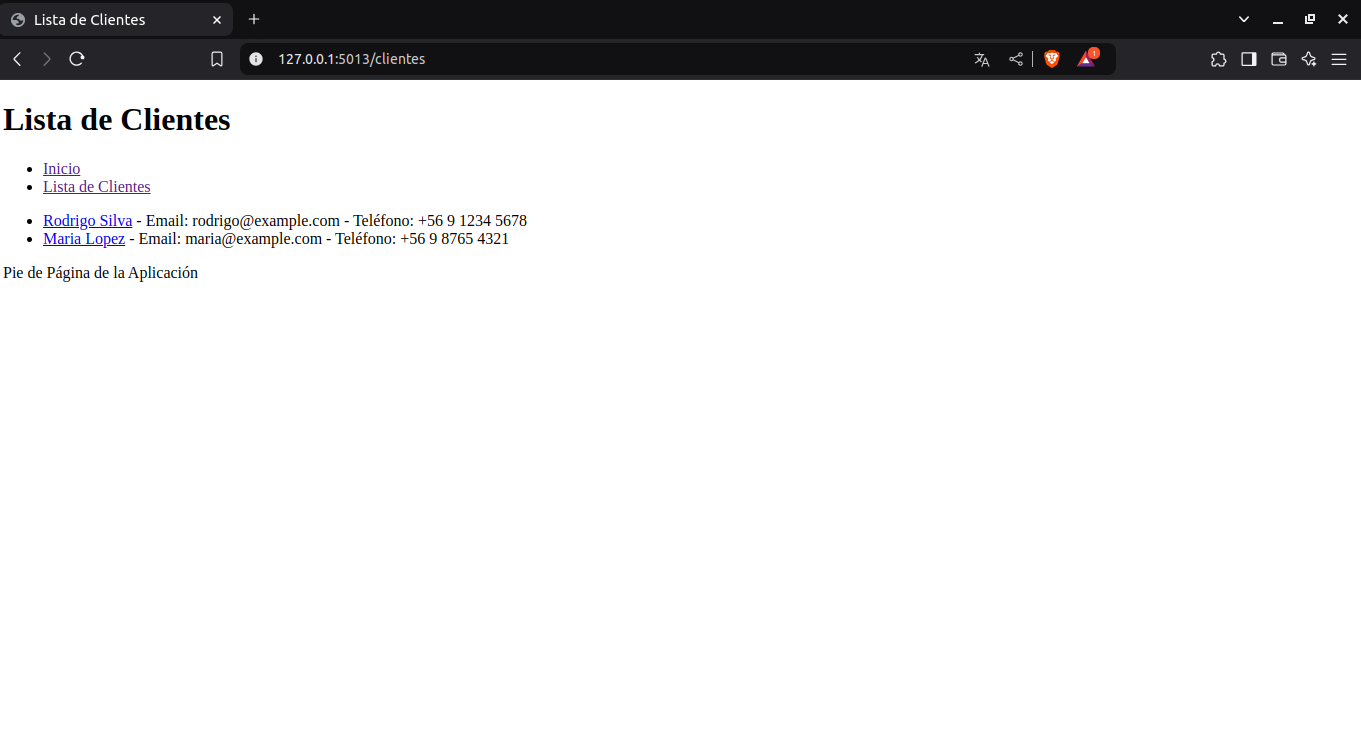 Lista de Clientes
127.0.0.1:5013/clientes
1
Lista de Clientes
Inicio
Lista de Clientes
Rodrigo Silva - Email: rodrigo@example.com - Teléfono: +56 9 1234 5678
Maria Lopez - Email: maria@example.com - Teléfono: +56 9 8765 4321
Pie de Página de la Aplicación